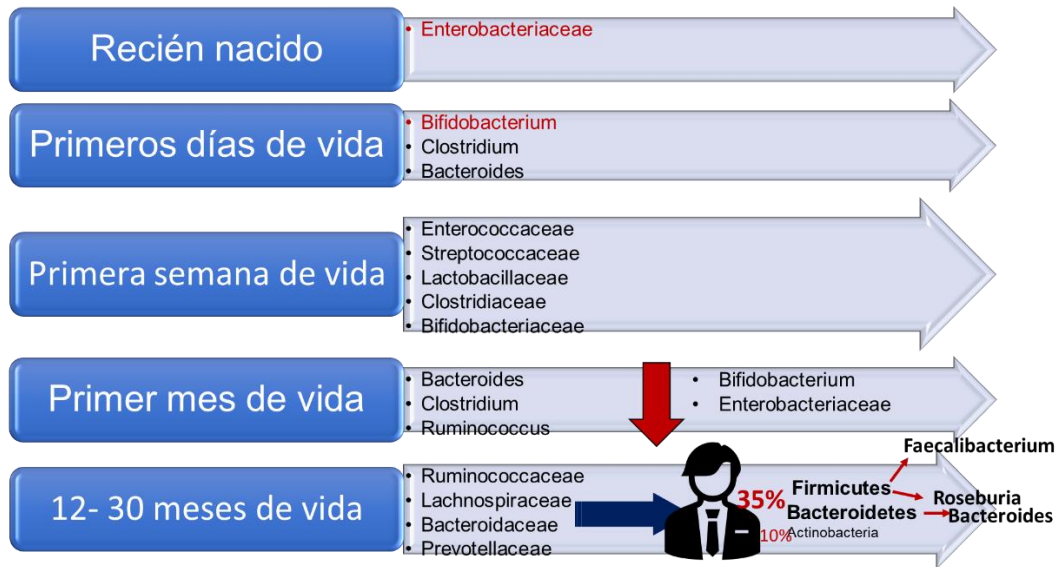 Recién nacido
• Enterobacteriaceae
Primeros días de vida
• Bifidobacterium
• Clostridium
• Bacteroides
Primera semana de vida
• Enterococcaceae
• Streptococcaceae
• Lactobacillaceae
• Clostridiaceae
• Bifidobacteriaceae
Primer mes de vida
• Bacteroides
• Clostridium
• Ruminococcus
• Bifidobacterium
• Enterobacteriaceae
12- 30 meses de vida
• Ruminococcaceae
• Lachnospiraceae
• Bacteroidaceae
• Prevotellaceae
35%
Firmicutes
Bacteroidetes
10% Actinobacteria
Faecalibacterium
Roseburia
Bacteroides